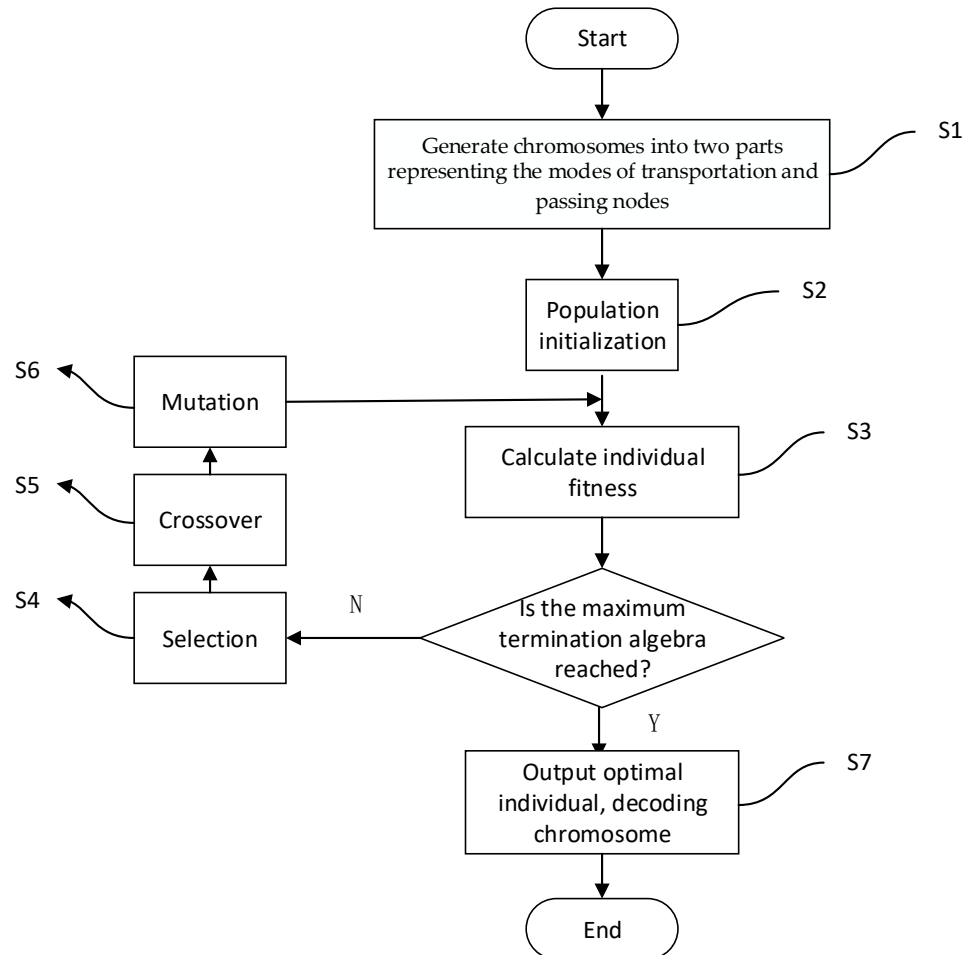 Start
Generate chromosomes into two parts
representing the modes of transportation and
passing nodes
S1
Population
initialization
S2
S6
Mutation
Calculate individual
fitness
S3
S5
Crossover
S4
Selection
N
Is the maximum
termination algebra
reached?
Y
Output optimal
individual, decoding
chromosome
S7
End